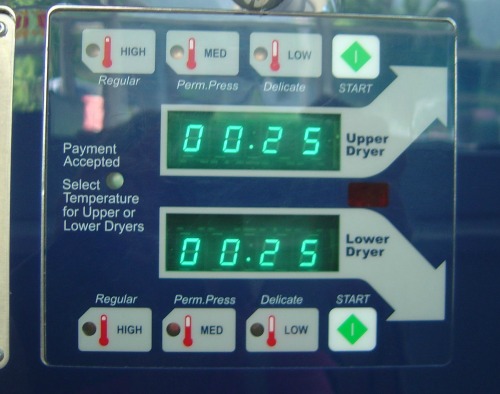 HIGH MED LOW
Regular Perm.Press Delicate START
00.25 Upper
Dryer
Payment
Accepted
Select
Temperature
for Upper or
Lower Dryers
00.25 Lower
Dryer
Regular Perm.Press Delicate START
HIGH MED LOW